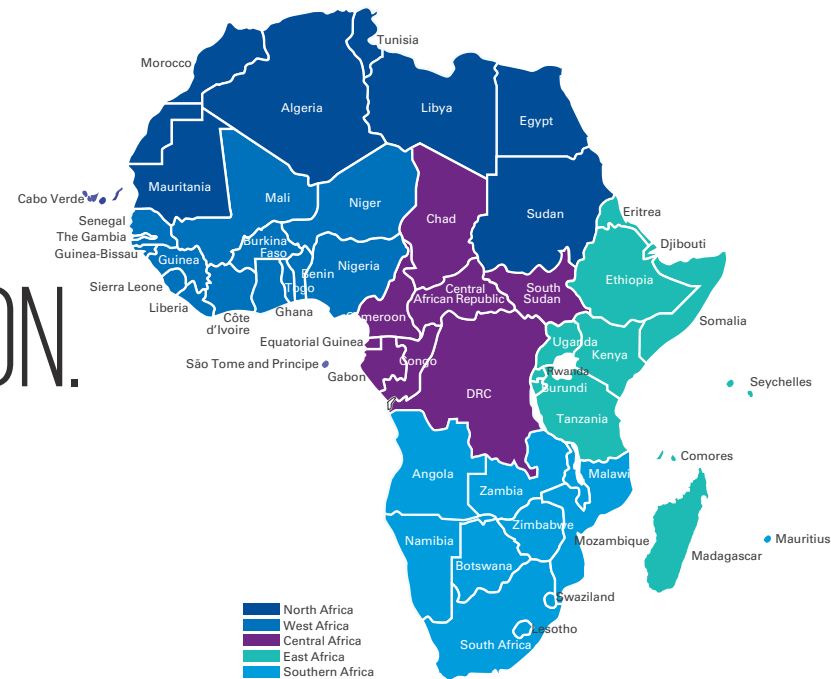 Tunisia
Morocco
Algeria
Libya
Egypt
Mauritania
Cabo Verde
Mali
Niger
Chad
Sudan
Eritrea
Senegal
The Gambia
Guinea-Bissau
Guinea
Burkina
Faso
Benin
Nigeria
Djibouti
Ethiopia
Sierra Leone
Togo
Central
African Republic
South
Sudan
Liberia
Côte
d'Ivoire
Ghana
Cameroon
Somalia
ON.
Equatorial Guinea
Uganda
Kenya
São Tome and Principe
Gabon
Congo
Rwanda
Burundi
DRC
Seychelles
Tanzania
Comores
Angola
Zambia
Malawi
Zimbabwe
Namibia
Mozambique
Mauritius
Madagascar
Botswana
Swaziland
Lesotho
South Africa
North Africa
West Africa
Central Africa
East Africa
Southern Africa